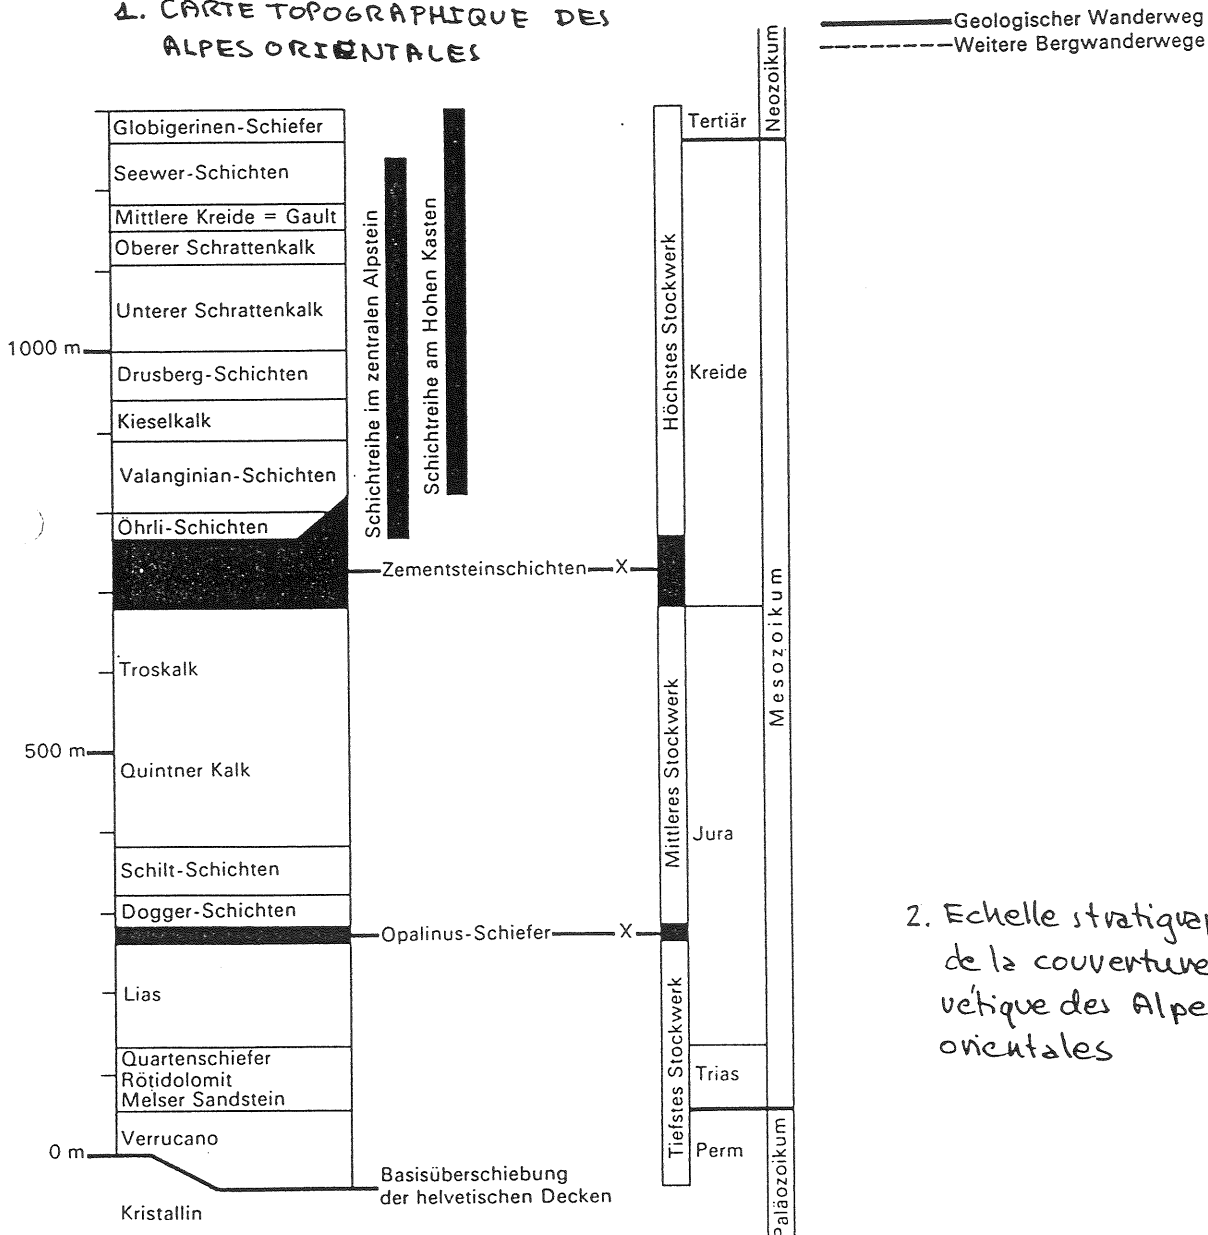 1. CARTE TOPOGRAPHIQUE DES
ALPES ORIENTALES
Geologischer Wanderweg
Weitere Bergwanderwege
Globigerinen-Schiefer
Seewer-Schichten
Mittlere Kreide = Gault
Oberer Schrattenkalk
Unterer Schrattenkalk
1000 m
Drusberg-Schichten
Kieselkalk
Valanginian-Schichten
Öhrli-Schichten
Troskalk
500 m
Quintner Kalk
Schilt-Schichten
Dogger-Schichten
Lias
Quartenschiefer
Rötidolomit
Melser Sandstein
Verrucano
0 m
Kristallin
Schichtreihe im zentralen Alpstein
Schichtreihe am Hohen Kasten
Zementsteinschichten
X
Opalinus-Schiefer
X
Basisüberschiebung
der helvetischen Decken
Höchstes Stockwerk
Mittleres Stockwerk
Tiefstes Stockwerk
Tertiär
Kreide
Jura
Trias
Perm
Neozoikum
Mesozoikum
Paläozoikum
2. Echelle stratigrap
de la couverture
vétique des Alpe
orientales